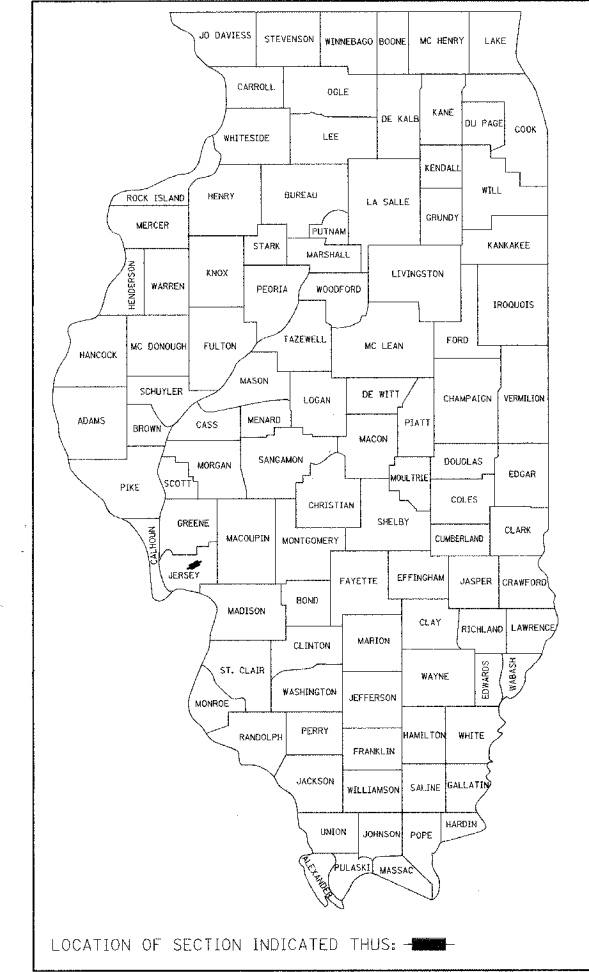 JO DAVIESS STEVENSON WINNEBAGO BOONE MC HENRY LAKE
CARROLL OGLE DE KALB KANE DU PAGE COOK
WHITESIDE LEE KENDALL WILL
ROCK ISLAND HENRY BUREAU LA SALLE GRUNDY
MERCER PUTNAM KANKAKEE
STARK MARSHALL
HENDERSON WARREN KNOX PEORIA WOODFORD LIVINGSTON IROQUOIS
HANCOCK MC DONOUGH FULTON TAZEWELL MC LEAN FORD
MASON
SCHUYLER LOGAN DE WITT CHAMPAIGN VERMILION
ADAMS BROWN CASS MENARD MACON PIATT
MORGAN SANGAMON DOUGLAS EDGAR
PIKE SCOTT MOULTRIE
CHRISTIAN COLES
GREENE SHELBY
CALHOUN MACOUPIN MONTGOMERY CUMBERLAND CLARK
JERSEY FAYETTE EFFINGHAM JASPER CRAWFORD
MADISON BOND
CLAY RICHLAND LAWRENCE
CLINTON MARION
ST. CLAIR WAYNE EDWARDS WABASH
WASHINGTON JEFFERSON
MONROE
RANDOLPH PERRY HAMILTON WHITE
FRANKLIN
JACKSON WILLIAMSON SALINE GALLATIN
UNION JOHNSON POPE HARDIN
ALEXANDER PULASKI MASSAC
LOCATION OF SECTION INDICATED THUS: